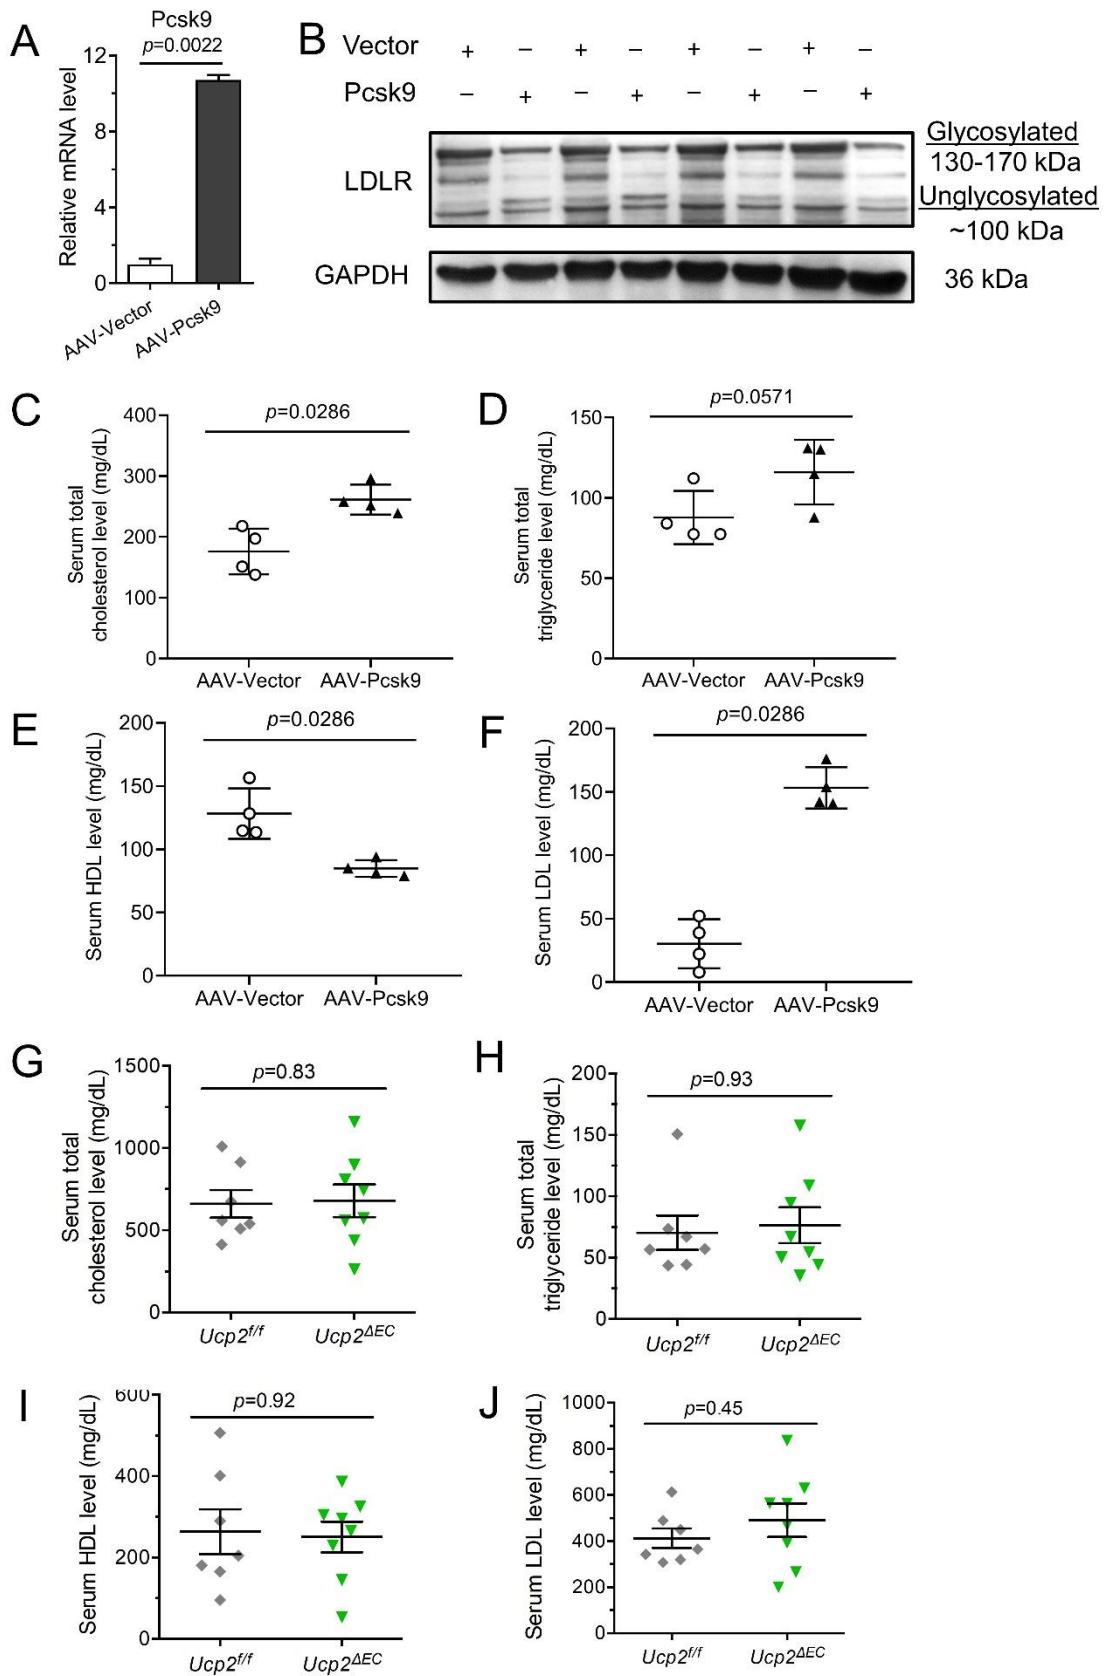 A
Pcsk9
p=0.0022
Relative mRNA level
12
8
4
0
AAV-Vector
AAV-Pcsk9
B
Vector + – + – + – + –
Pcsk9 – + – + – + – +
LDLR
Glycosylated
130-170 kDa
Unglycosylated
~100 kDa
GAPDH
36 kDa
C
p=0.0286
Serum total
cholesterol level (mg/dL)
400
300
200
100
0
AAV-Vector
AAV-Pcsk9
D
p=0.0571
Serum total
triglyceride level (mg/dL)
150
100
50
0
AAV-Vector
AAV-Pcsk9
E
p=0.0286
Serum HDL level (mg/dL)
200
150
100
50
0
AAV-Vector
AAV-Pcsk9
F
p=0.0286
Serum LDL level (mg/dL)
200
150
100
50
0
AAV-Vector
AAV-Pcsk9
G
p=0.83
Serum total
cholesterol level (mg/dL)
1500
1000
500
0
Ucp2f/f
Ucp2ΔEC
H
p=0.93
Serum total
triglyceride level (mg/dL)
200
150
100
50
0
Ucp2f/f
Ucp2ΔEC
I
p=0.92
Serum HDL level (mg/dL)
600
400
200
0
Ucp2f/f
Ucp2ΔEC
J
p=0.45
Serum LDL level (mg/dL)
1000
800
600
400
200
0
Ucp2f/f
Ucp2ΔEC